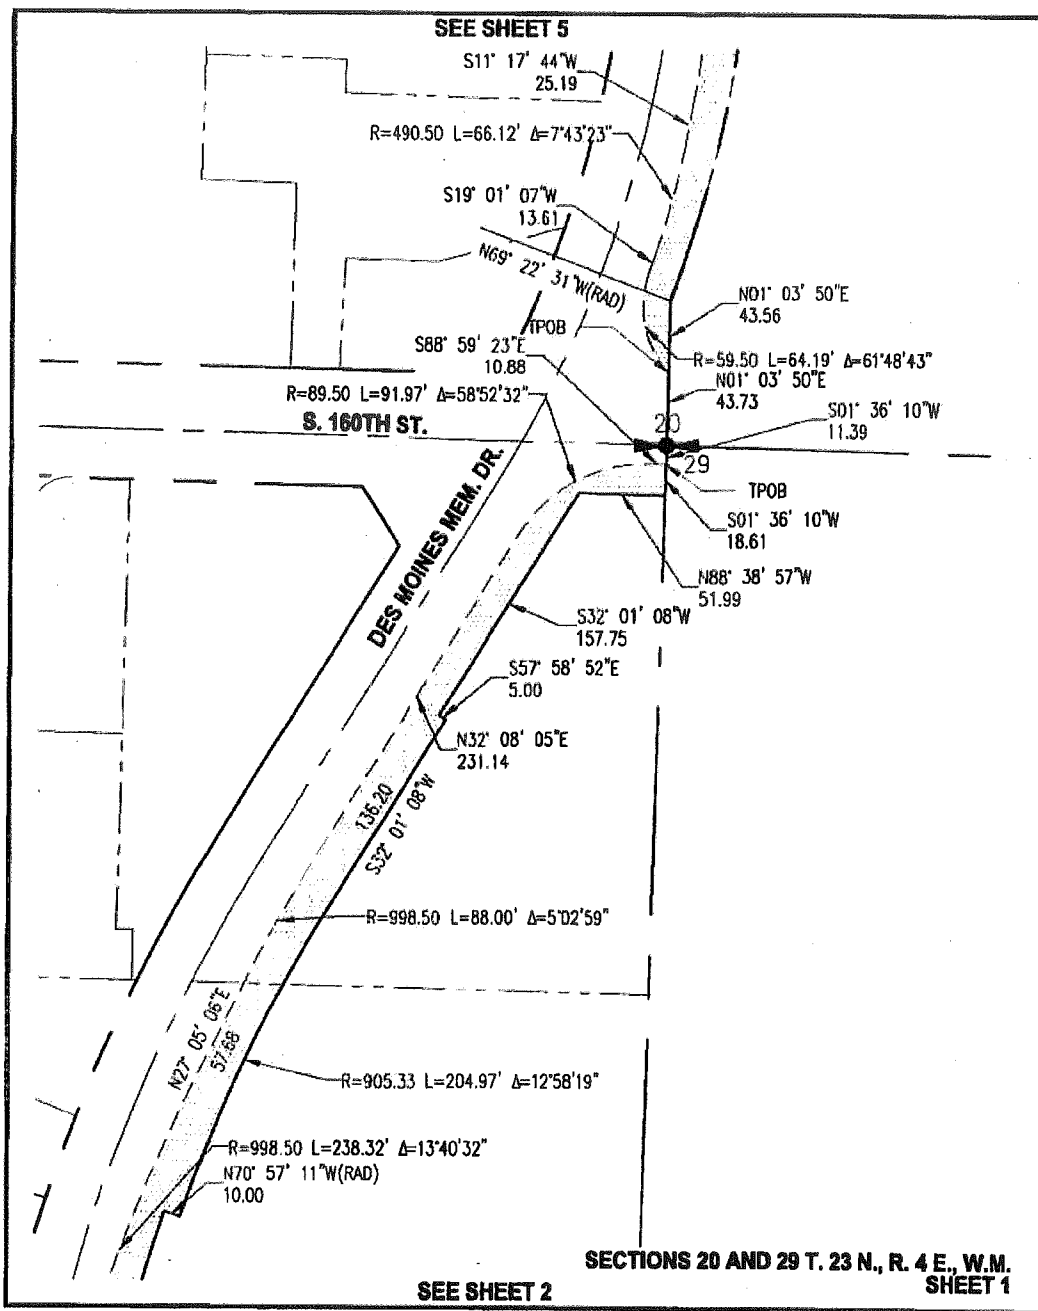 SEE SHEET 5
S11° 17' 44"W
25.19
R=490.50 L=66.12' Δ=7°43'23"
S19° 01' 07"W
13.61
N69° 22' 31"W(RAD)
N01° 03' 50"E
43.56
TPOB
S88° 59' 23"E
10.88
R=59.50 L=64.19' Δ=61°48'43"
N01° 03' 50"E
43.73
R=89.50 L=91.97' Δ=58°52'32"
S01° 36' 10"W
11.39
S. 160TH ST.
20
29
TPOB
S01° 36' 10"W
18.61
DES MOINES MEM. DR.
N88° 38' 57"W
51.99
S32° 01' 08"W
157.75
S57° 58' 52"E
5.00
N32° 08' 05"E
231.14
136.20
S32° 01' 08"W
R=998.50 L=88.00' Δ=5°02'59"
N27° 05' 06"E
57.68
R=905.33 L=204.97' Δ=12°58'19"
R=998.50 L=238.32' Δ=13°40'32"
N70° 57' 11"W(RAD)
10.00
SECTIONS 20 AND 29 T. 23 N., R. 4 E., W.M.
SHEET 1
SEE SHEET 2